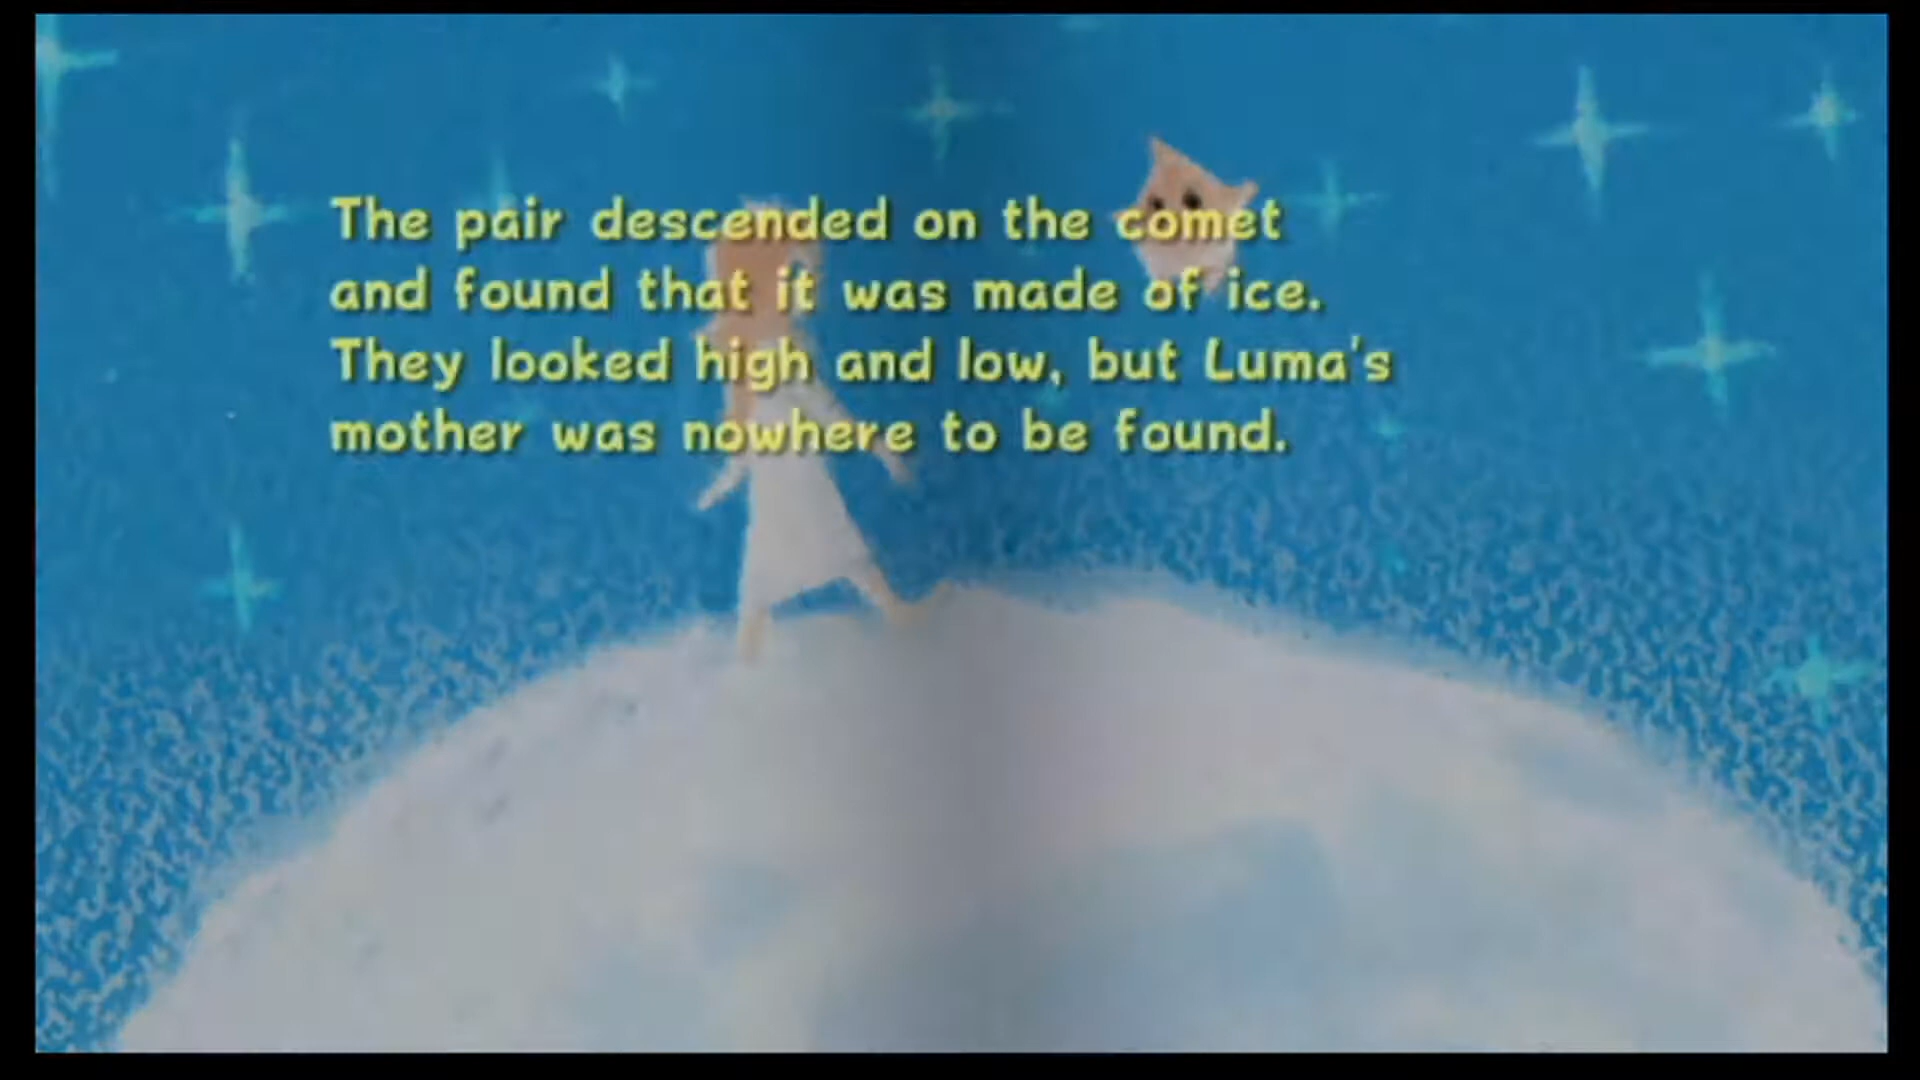 The pair descended on the comet
and found that it was made of ice.
They looked high and low, but Luma's
mother was nowhere to be found.